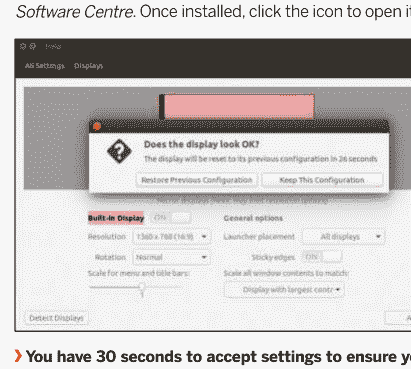 Software Centre. Once installed, click the icon to open it
All Settings Displays
Does the display look OK?
The display will be reset to its previous configuration in 26 seconds
Restore Previous Configuration Keep This Configuration
Built-in Display ON General options
Resolution 1360 x 768 (16:9) Launcher placement All displays
Rotation Normal Sticky edges ON
Scale for menu and title bars: Scale all window contents to match:
Display with largest contr
Detect Displays A
You have 30 seconds to accept settings to ensure y